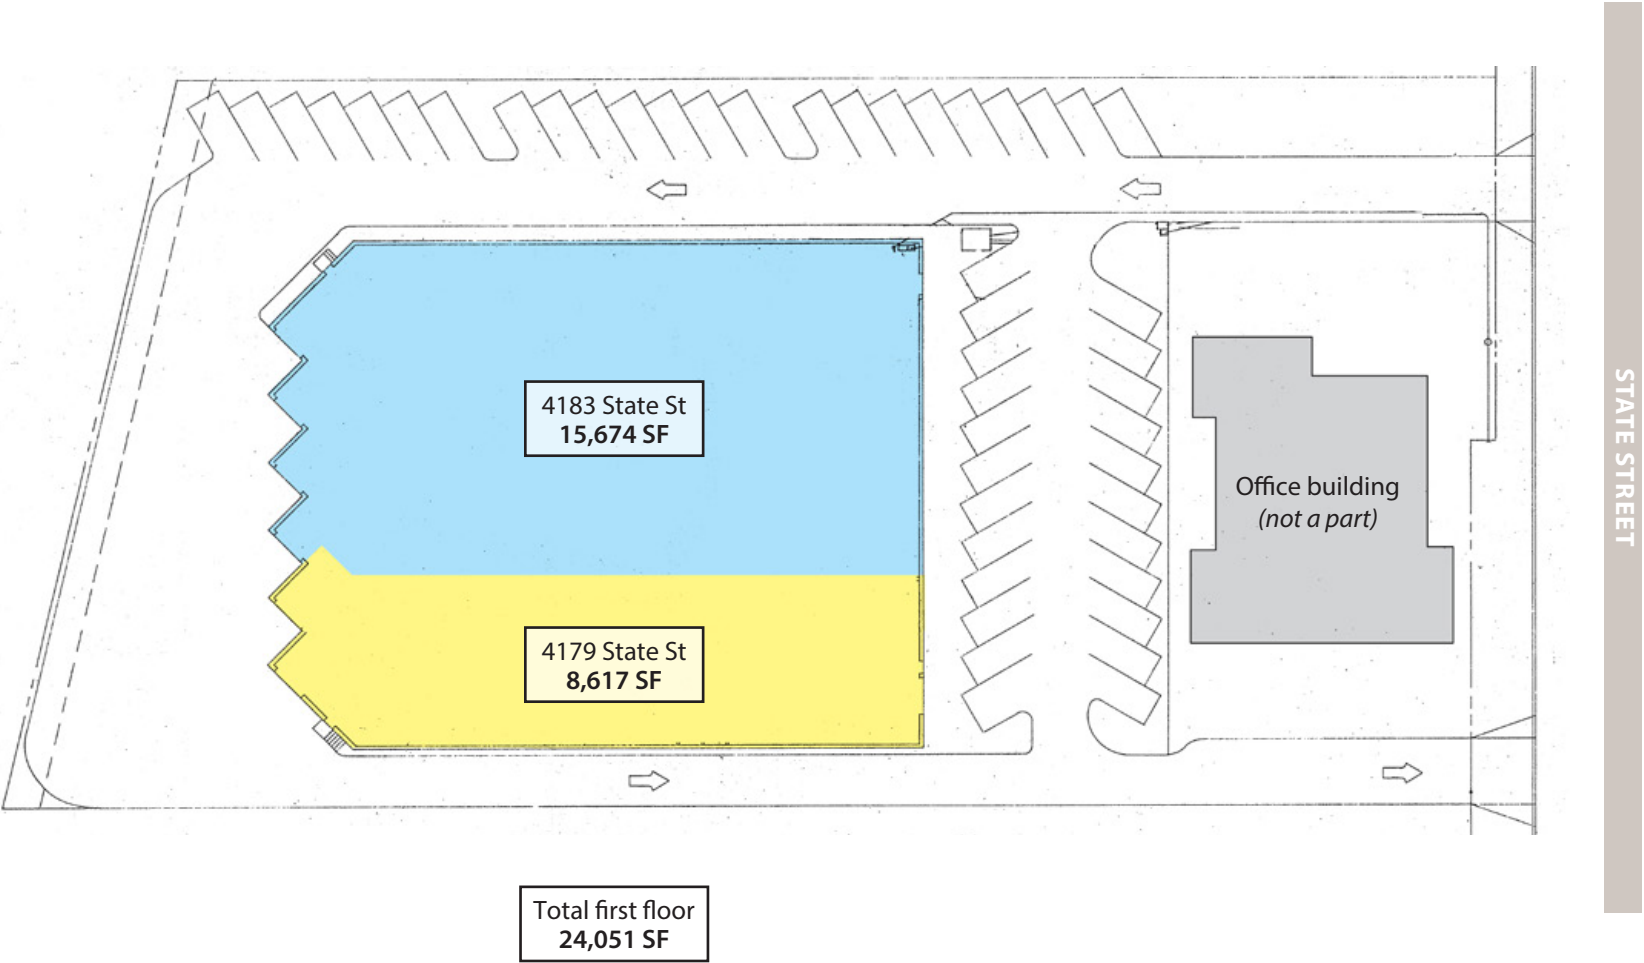 4183 State St
15,674 SF
STATE STREET
Office building
(not a part)
4179 State St
8,617 SF
Total first floor
24,051 SF